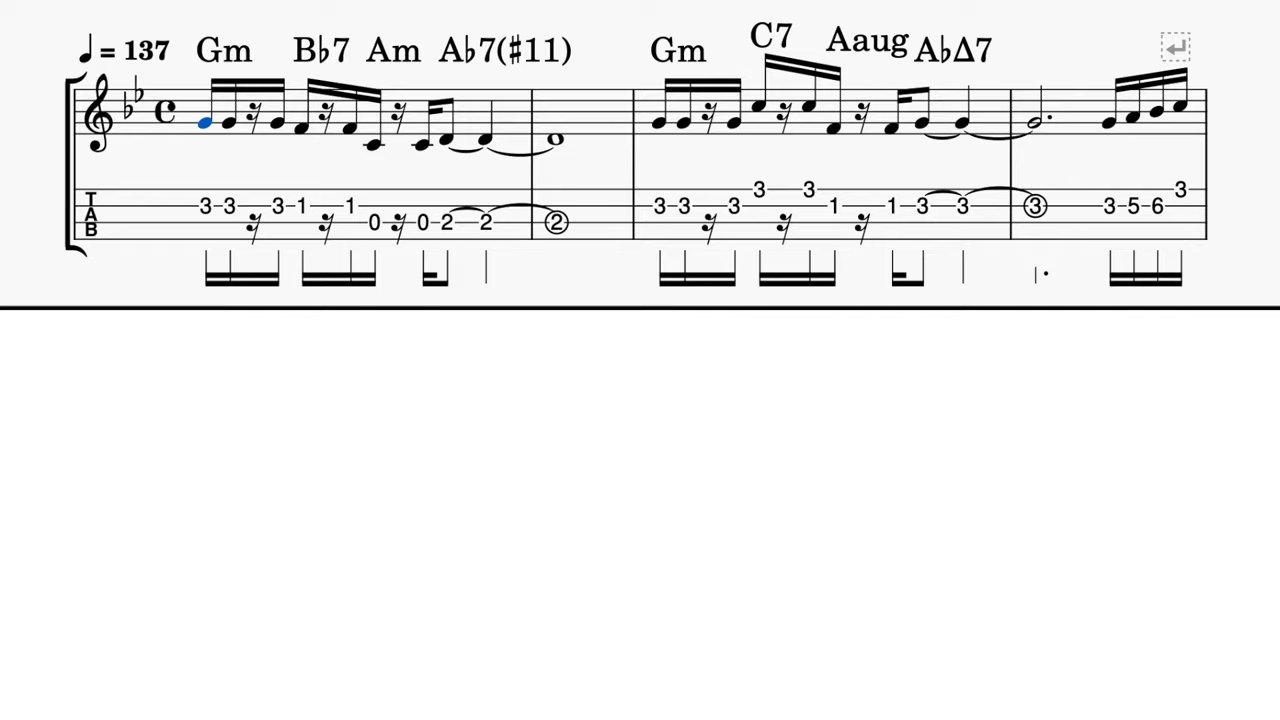 ♩ = 137 Gm B♭7 Am A♭7(♯11) Gm C7 Aaug A♭Δ7
T 3 3 3 1 1 0 0 2 2 2 3 3 3 3 3 1 1 3 3 3 3 5 6 3
A
B